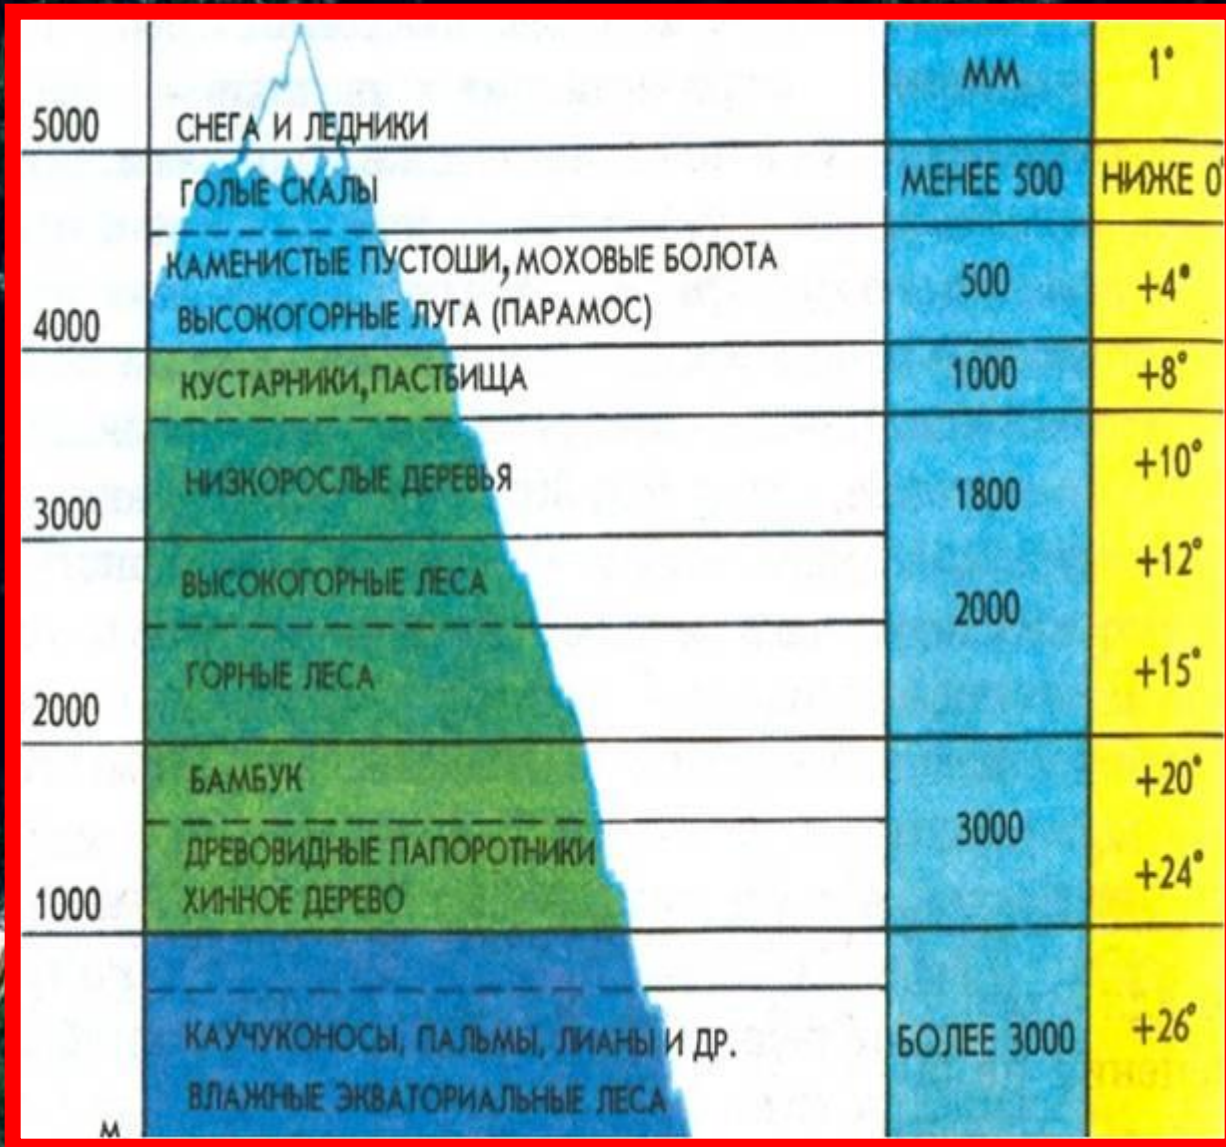 ММ 1°
5000 СНЕГА И ЛЕДНИКИ
ГОЛЫЕ СКАЛЫ МЕНЕЕ 500 НИЖЕ 0°
КАМЕНИСТЫЕ ПУСТОШИ, МОХОВЫЕ БОЛОТА 500 +4°
4000 ВЫСОКОГОРНЫЕ ЛУГА (ПАРАМОС)
КУСТАРНИКИ, ПАСТБИЩА 1000 +8°
НИЗКОРОСЛЫЕ ДЕРЕВЬЯ 1800 +10°
3000
ВЫСОКОГОРНЫЕ ЛЕСА 2000 +12°
ГОРНЫЕ ЛЕСА +15°
2000
БАМБУК +20°
3000
ДРЕВОВИДНЫЕ ПАПОРОТНИКИ +24°
1000 ХИННОЕ ДЕРЕВО
КАУЧУКОНОСЫ, ПАЛЬМЫ, ЛИАНЫ И ДР. БОЛЕЕ 3000 +26°
ВЛАЖНЫЕ ЭКВАТОРИАЛЬНЫЕ ЛЕСА
М